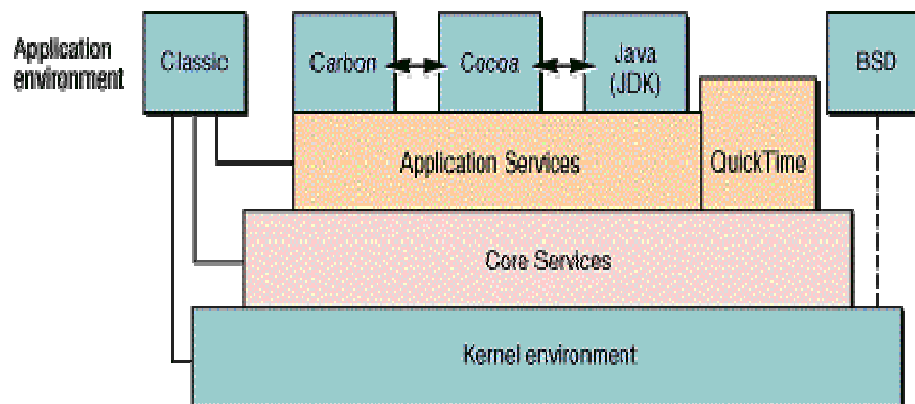 Application
environment
Classic
Carbon
Cocoa
Java
(JDK)
BSD
Application Services
QuickTime
Core Services
Kernel environment